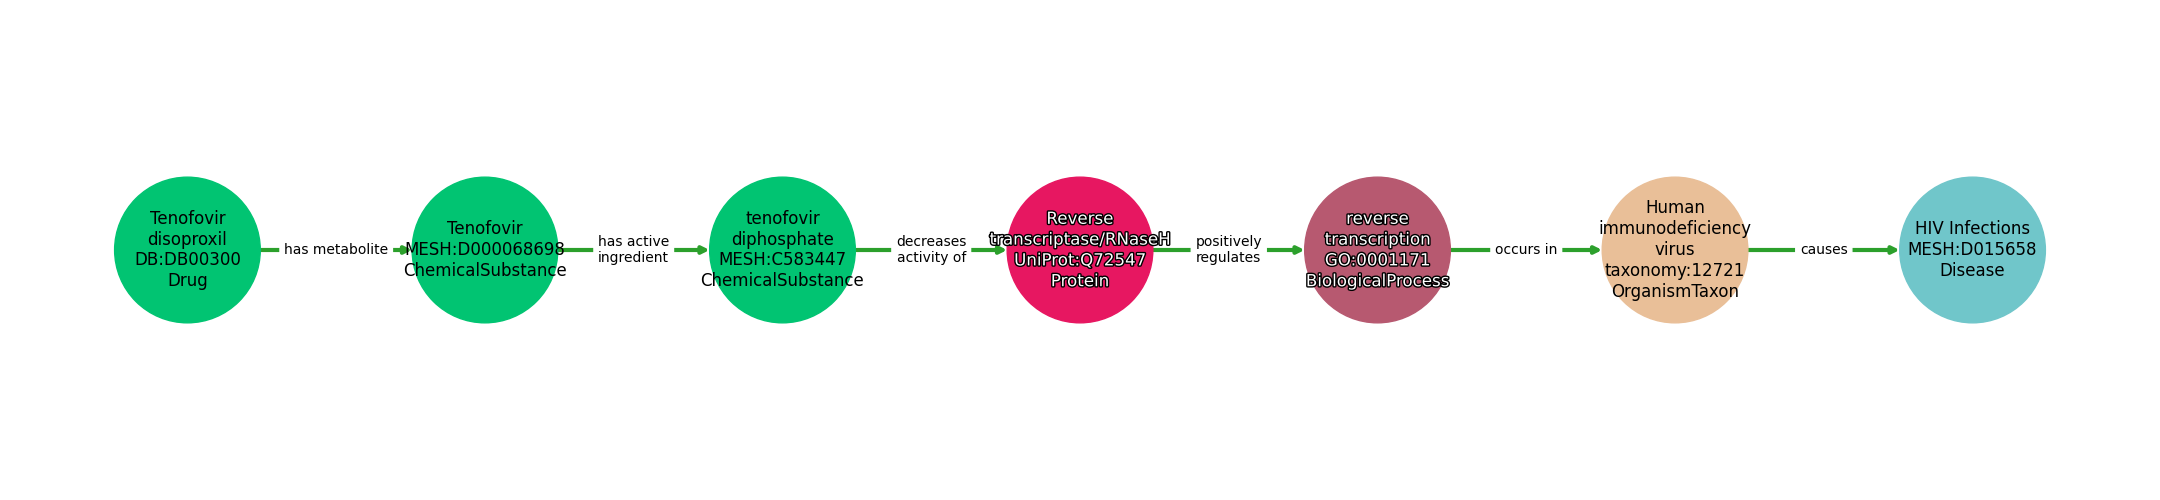 Tenofovir
disoproxil
DB:DB00300
Drug
has metabolite
Tenofovir
MESH:D000068698
ChemicalSubstance
has active
ingredient
tenofovir
diphosphate
MESH:C583447
ChemicalSubstance
decreases
activity of
Reverse
transcriptase/RNaseH
UniProt:Q72547
Protein
positively
regulates
reverse
transcription
GO:0001171
BiologicalProcess
occurs in
Human
immunodeficiency
virus
taxonomy:12721
OrganismTaxon
causes
HIV Infections
MESH:D015658
Disease